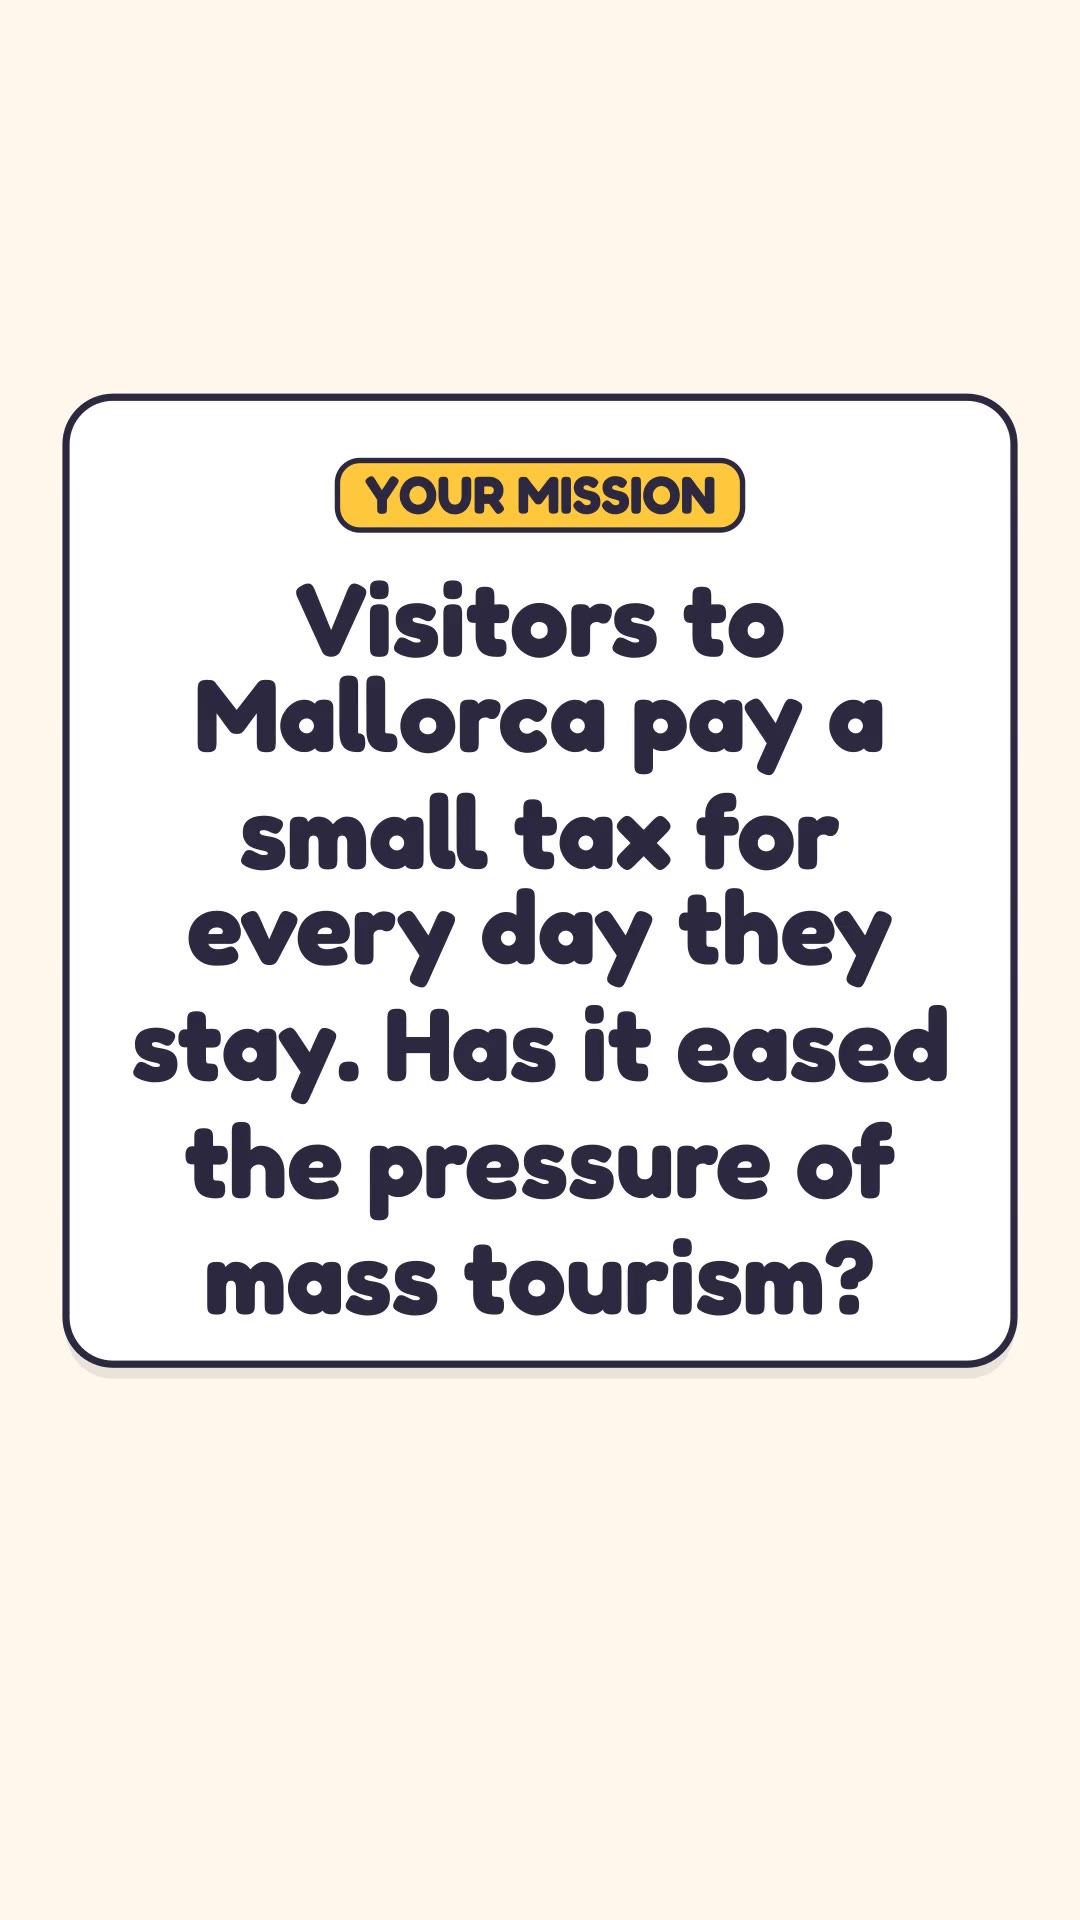 YOUR MISSION
Visitors to
Mallorca pay a
small tax for
every day they
stay. Has it eased
the pressure of
mass tourism?